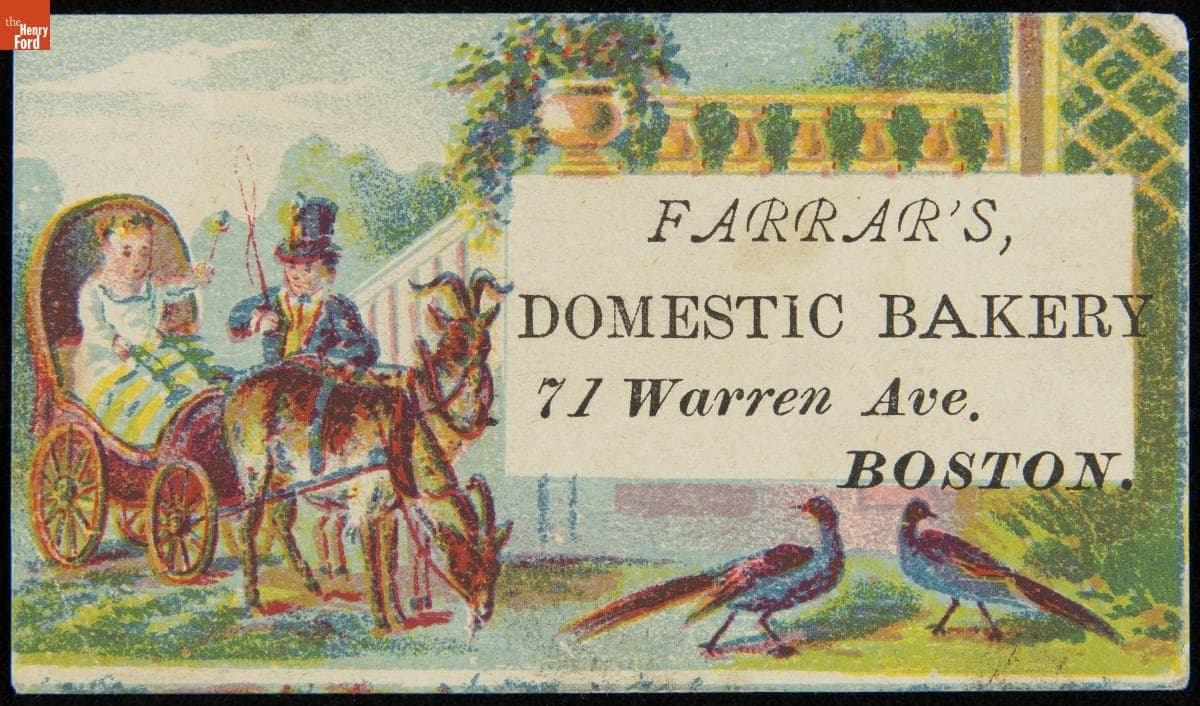 the
Henry
Ford
FARRAR'S,
DOMESTIC BAKERY
71 Warren Ave.
BOSTON.